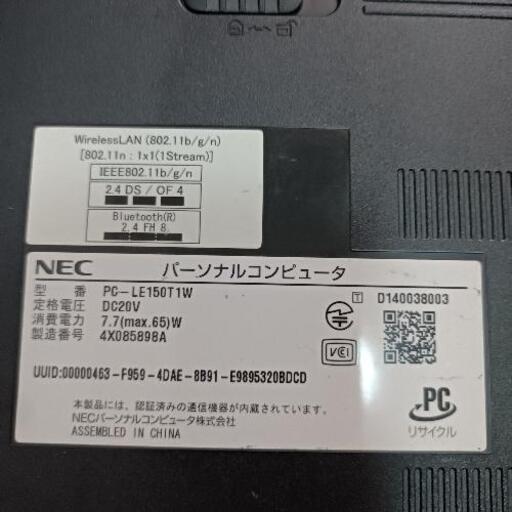 WirelessLAN (802.11b/g/n)
[802.11n : 1x1(1Stream)]
IEEE802.11b/g/n
2.4 DS / OF 4
Bluetooth(R)
2.4 FH 8
NEC パーソナルコンピュータ
型 番 PC-LE150T1W
定格電圧 DC20V
消費電力 7.7(max.65)W
製造番号 4X085898A
T D140038003
VCI
UUID:00000463-F959-4DAE-8B91-E9895320BDCD
本製品には、認証済みの通信機器が内蔵されています。
NECパーソナルコンピュータ株式会社
ASSEMBLED IN CHINA
PC
リサイクル